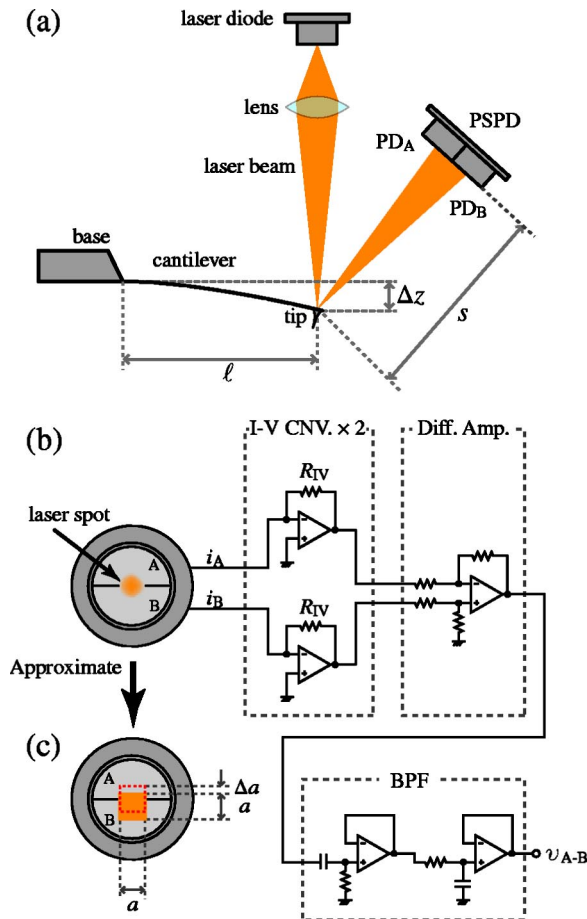 (a)
laser diode
lens
laser beam
PSPD
PD_A
PD_B
base
cantilever
tip
Δz
s
ℓ
(b)
I-V CNV. × 2
Diff. Amp.
R_IV
laser spot
A
B
i_A
i_B
R_IV
Approximate
(c)
A
B
Δa
a
a
BPF
υ_A-B